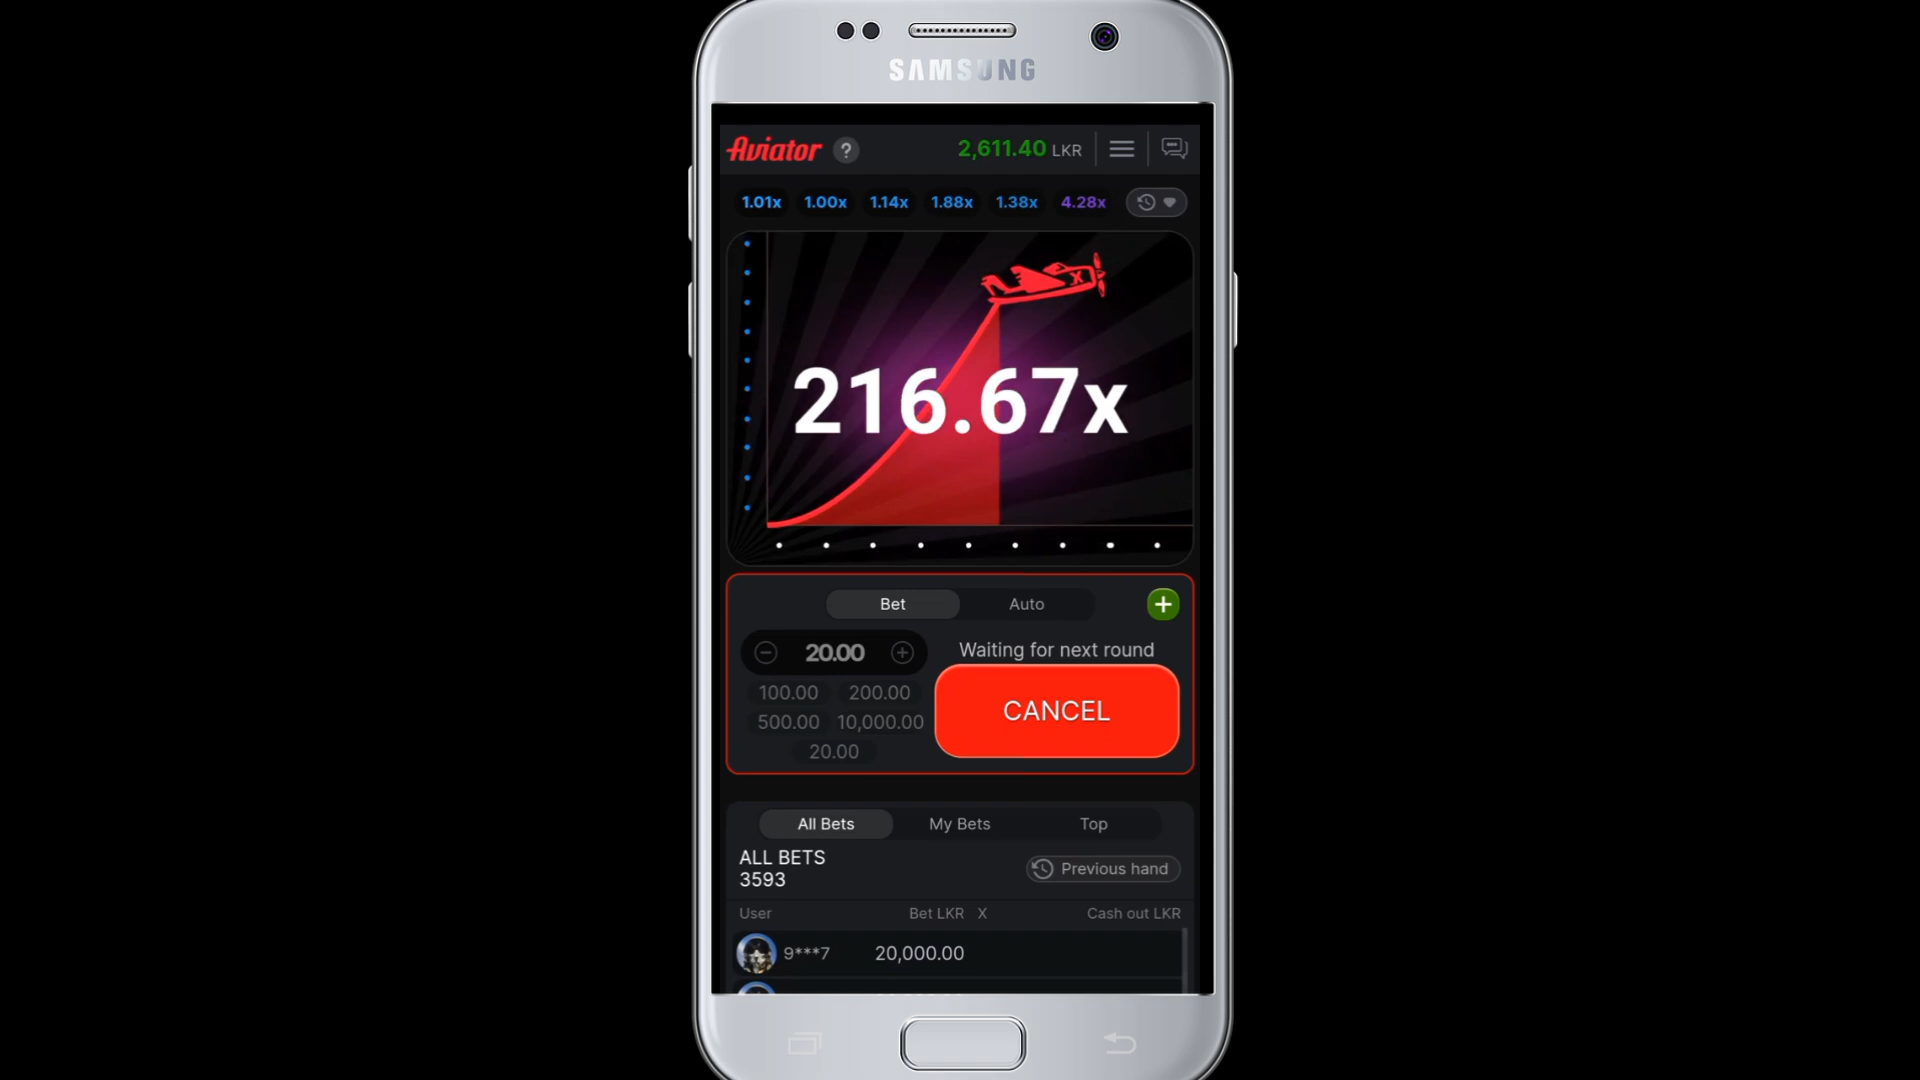 SAMSUNG
Aviator ? 2,611.40 LKR
1.01x 1.00x 1.14x 1.88x 1.38x 4.28x
216.67x
Bet Auto
20.00 Waiting for next round
100.00 200.00
CANCEL
500.00 10,000.00
20.00
All Bets My Bets Top
ALL BETS
3593
Previous hand
User Bet LKR X Cash out LKR
9***7 20,000.00